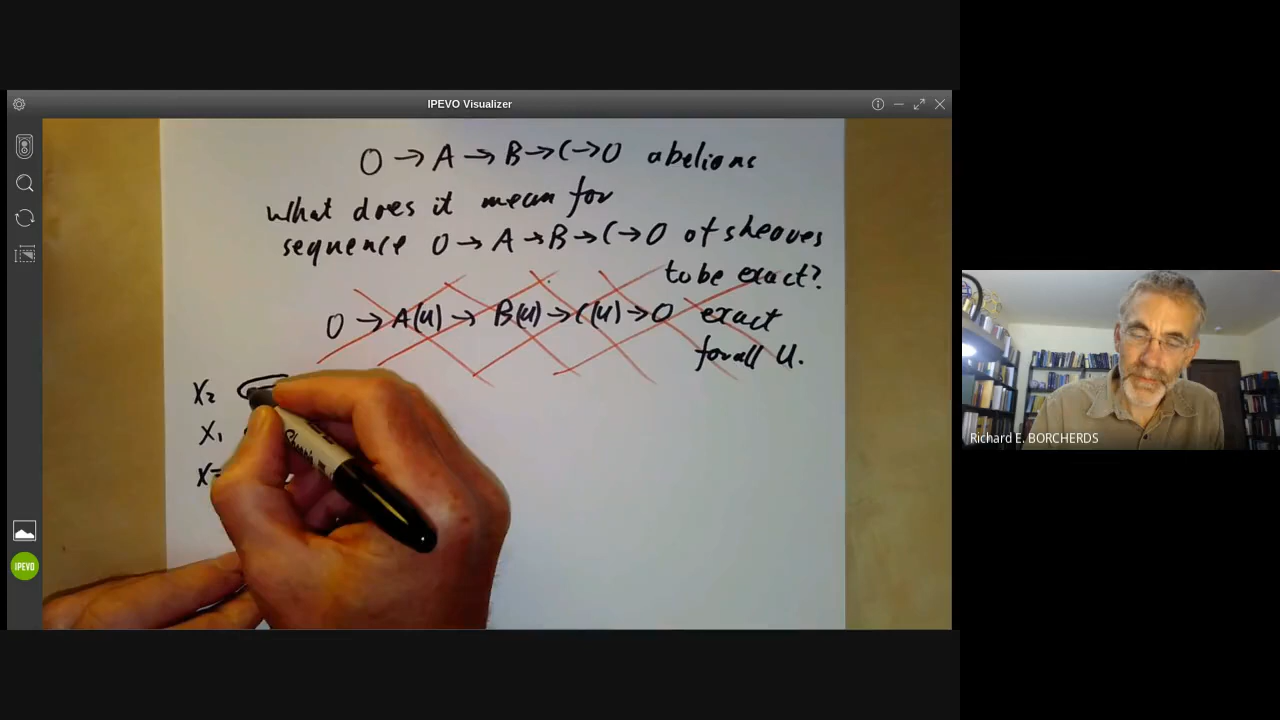 IPEVO Visualizer
0 → A → B → C → 0 abelians
What does it mean for
sequence 0 → A → B → C → 0 of sheaves
to be exact?
0 → A(U) → B(U) → C(U) → 0 exact
for all U.
X₂
X₁
X=
IPEVO
Richard E. BORCHERDS